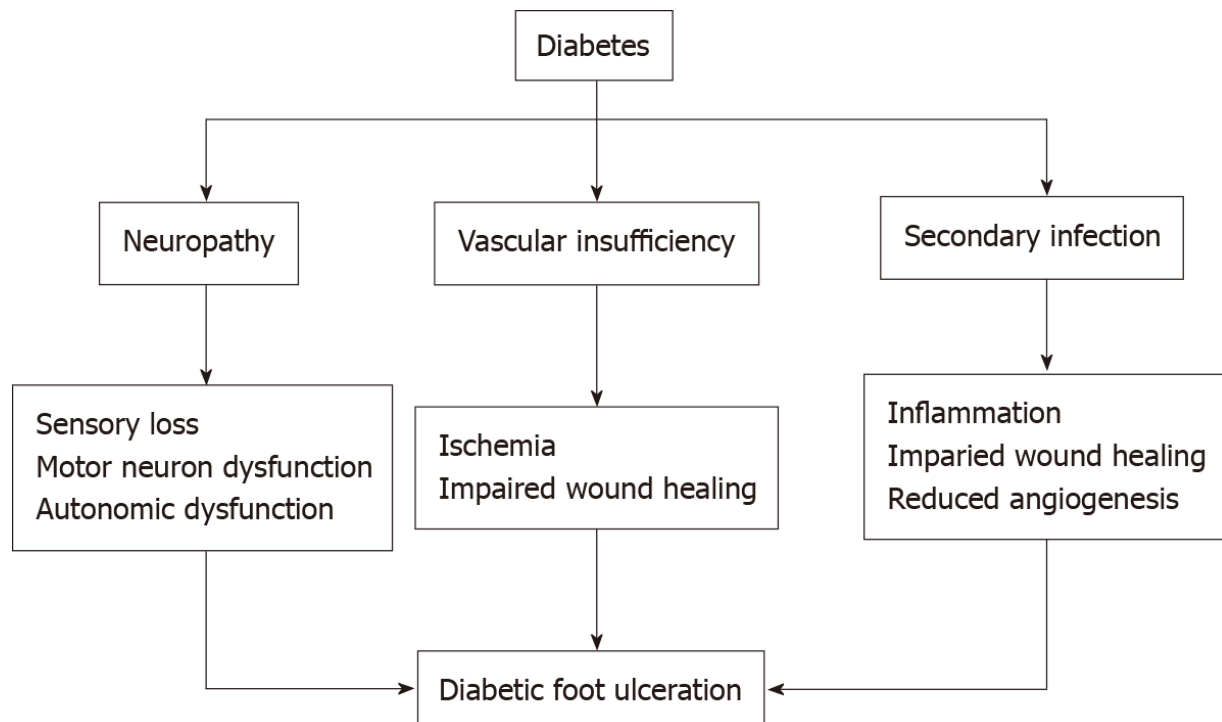 Diabetes
Neuropathy
Vascular insufficiency
Secondary infection
Sensory loss
Motor neuron dysfunction
Autonomic dysfunction
Ischemia
Impaired wound healing
Inflammation
Imparied wound healing
Reduced angiogenesis
Diabetic foot ulceration